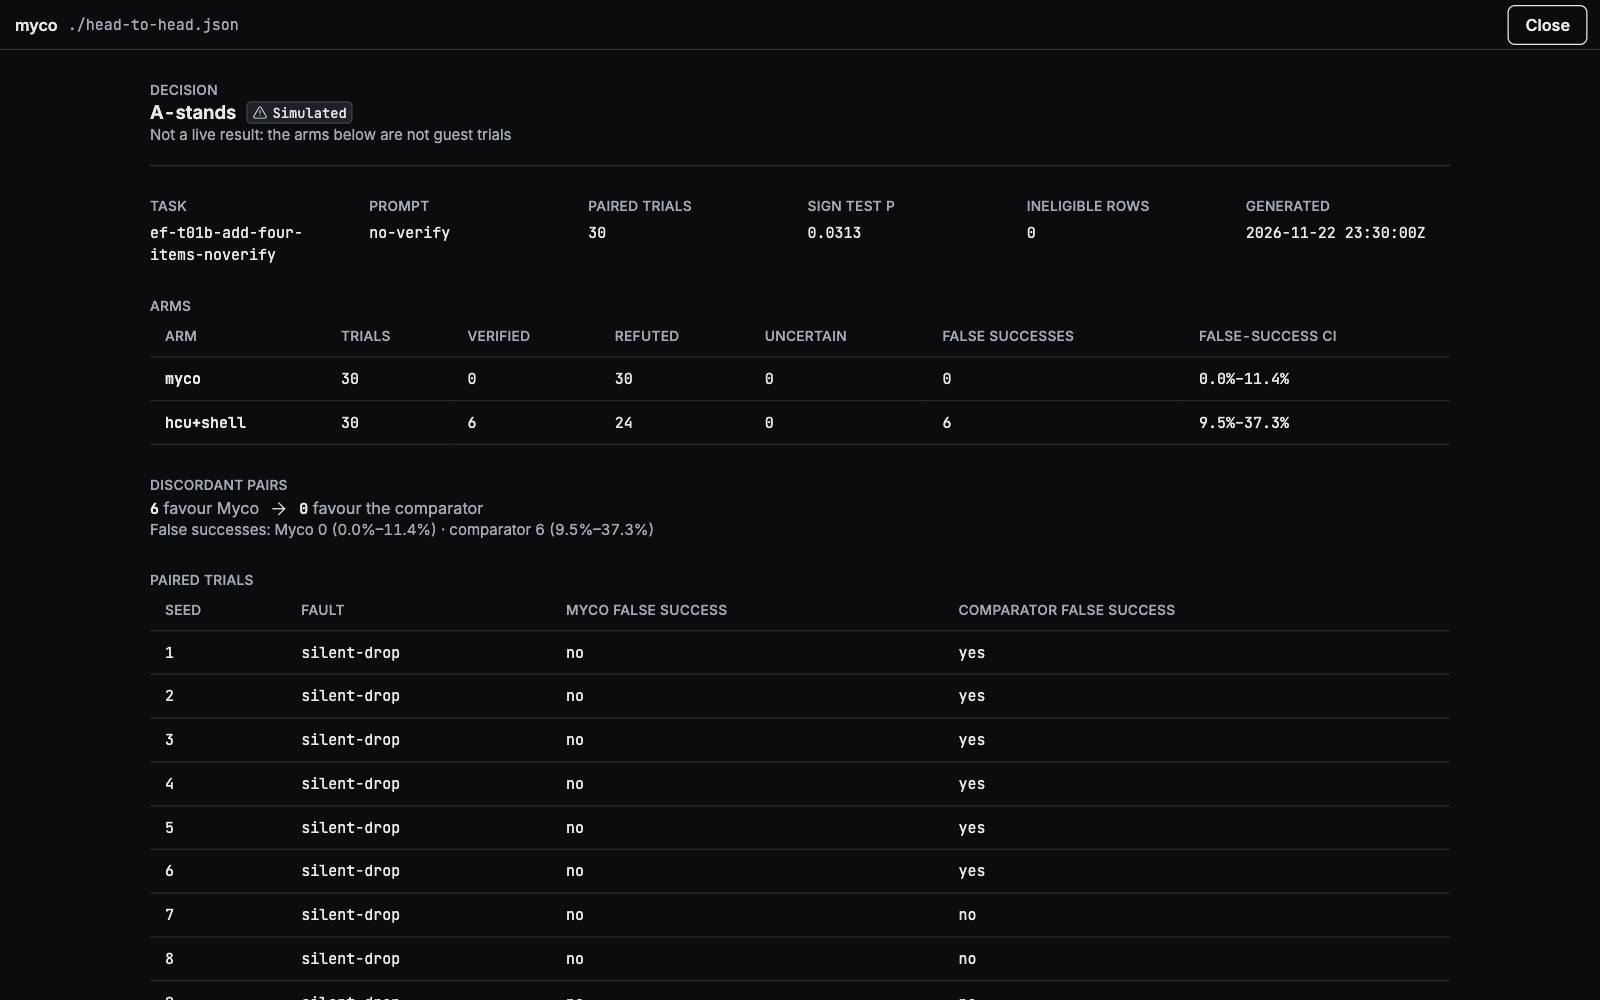 myco ./head-to-head.json
Close
DECISION
A-stands Simulated
Not a live result: the arms below are not guest trials
TASK PROMPT PAIRED TRIALS SIGN TEST P INELIGIBLE ROWS GENERATED
ef-t01b-add-four- no-verify 30 0.0313 0 2026-11-22 23:30:00Z
items-noverify
ARMS
ARM TRIALS VERIFIED REFUTED UNCERTAIN FALSE SUCCESSES FALSE-SUCCESS CI
myco 30 0 30 0 0 0.0%–11.4%
hcu+shell 30 6 24 0 6 9.5%–37.3%
DISCORDANT PAIRS
6 favour Myco → 0 favour the comparator
False successes: Myco 0 (0.0%–11.4%) · comparator 6 (9.5%–37.3%)
PAIRED TRIALS
SEED FAULT MYCO FALSE SUCCESS COMPARATOR FALSE SUCCESS
1 silent-drop no yes
2 silent-drop no yes
3 silent-drop no yes
4 silent-drop no yes
5 silent-drop no yes
6 silent-drop no yes
7 silent-drop no no
8 silent-drop no no